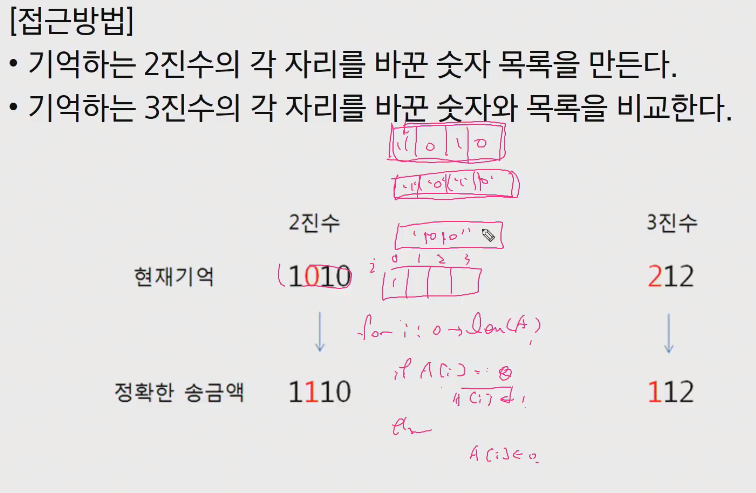 [접근방법]
• 기억하는 2진수의 각 자리를 바꾼 숫자 목록을 만든다.
• 기억하는 3진수의 각 자리를 바꾼 숫자와 목록을 비교한다.
1 0 1 0
'1' '0' '1' '0'
2진수 "1010" 3진수
i 0 1 2 3
현재기억 (1010 1 212
for i : 0 → len(A)
if A(i) = 0
정확한 송금액 1110 A(i) ← 1 112
A(i) ← 0